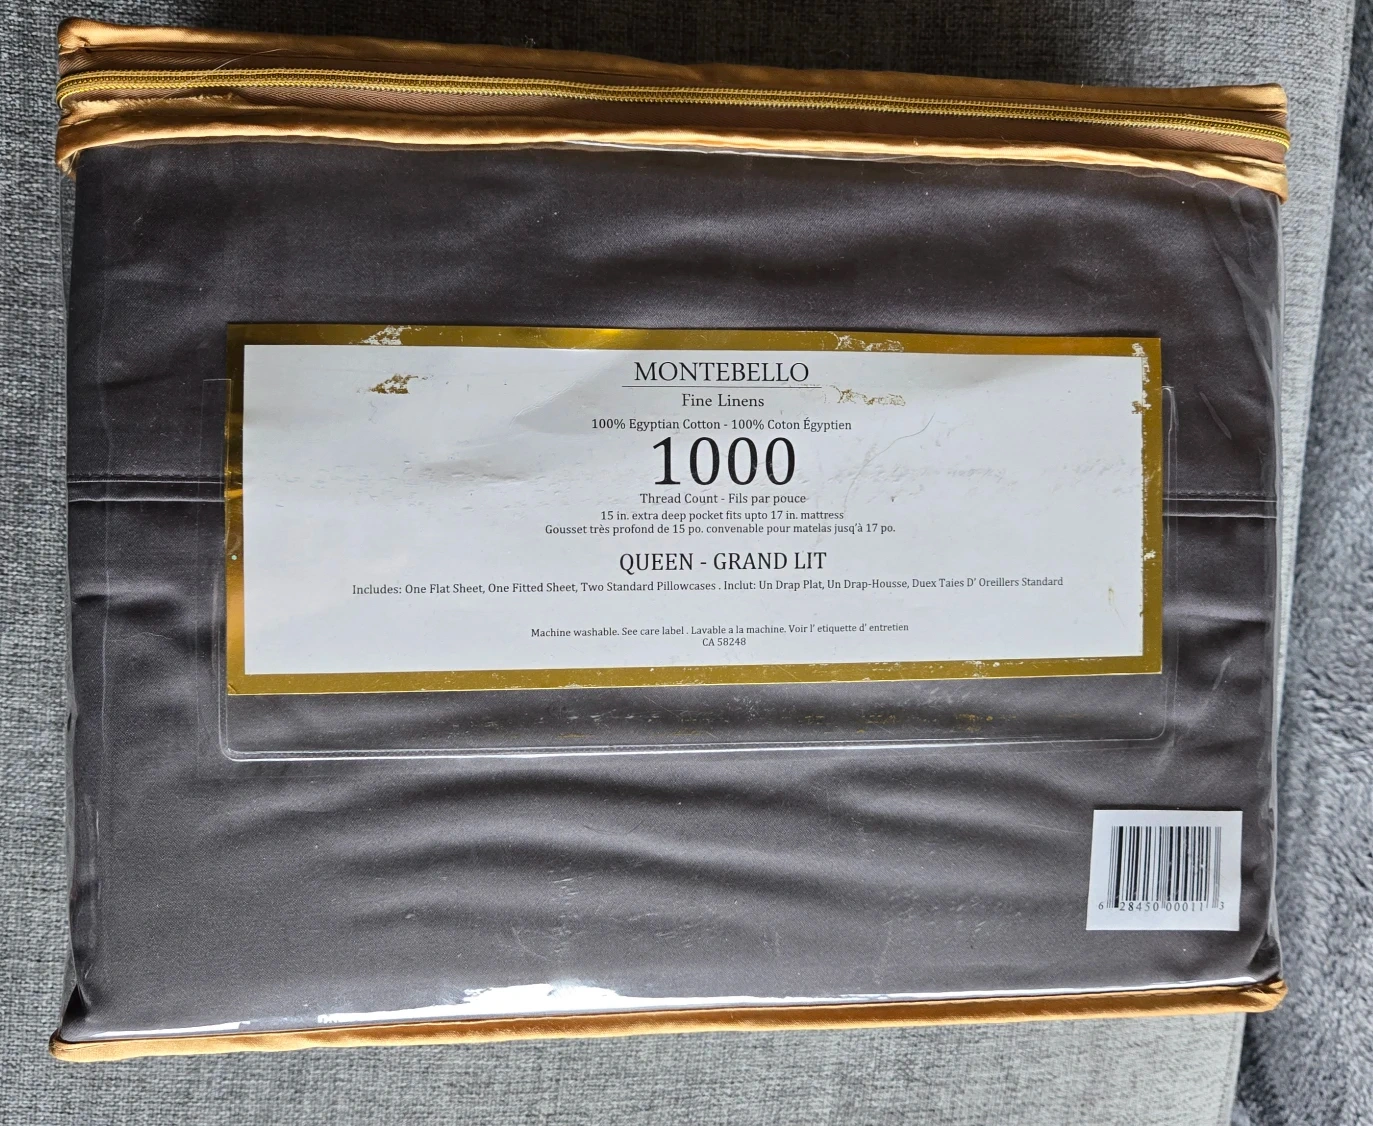 MONTEBELLO
Fine Linens
100% Egyptian Cotton - 100% Coton Égyptien
1000
Thread Count - Fils par pouce
15 in. extra deep pocket fits upto 17 in. mattress
Gousset très profond de 15 po. convenable pour matelas jusq'à 17 po.
QUEEN - GRAND LIT
Includes: One Flat Sheet, One Fitted Sheet, Two Standard Pillowcases . Inclut: Un Drap Plat, Un Drap-Housse, Duex Taies D' Oreillers Standard
Machine washable. See care label . Lavable a la machine. Voir l' etiquette d' entretien
CA 58248
6 28450 00011 3